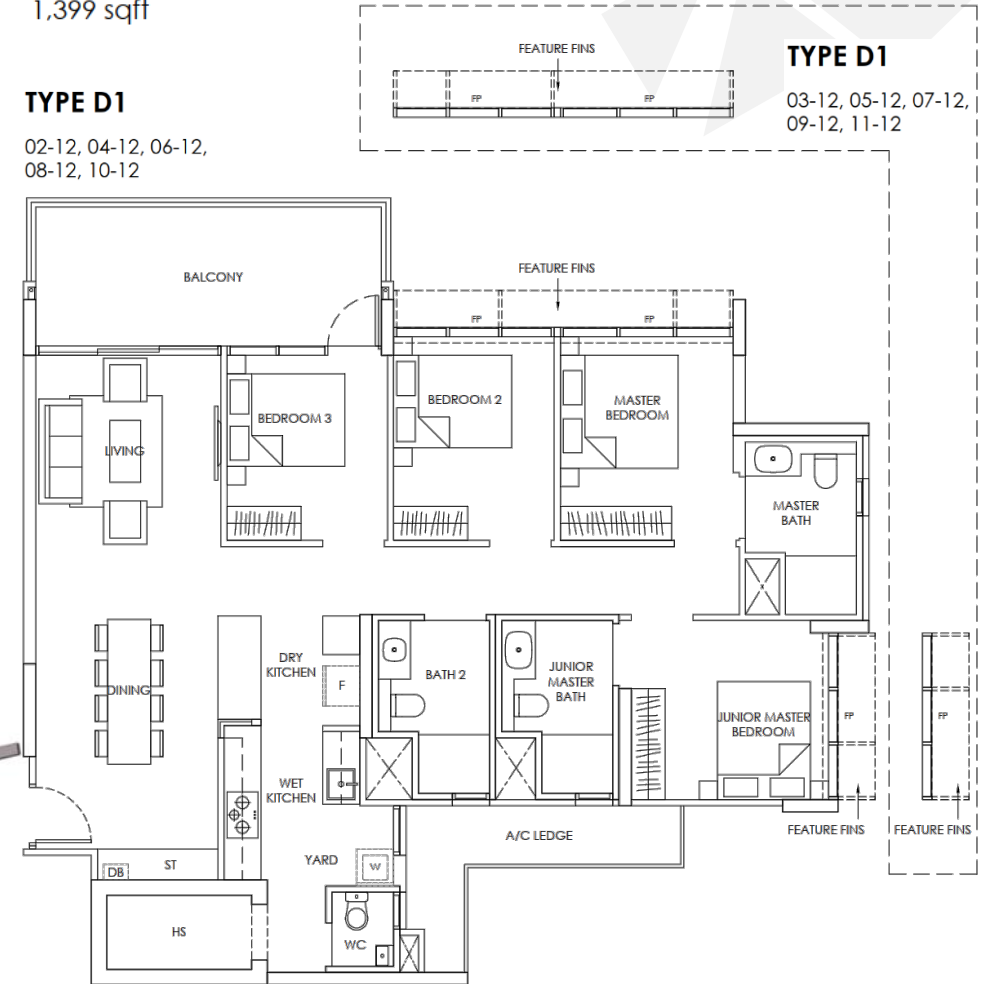 1,399 sqft
TYPE D1
02-12, 04-12, 06-12,
08-12, 10-12
FEATURE FINS
FP
FP
TYPE D1
03-12, 05-12, 07-12,
09-12, 11-12
BALCONY
FEATURE FINS
FP
FP
LIVING
BEDROOM 3
BEDROOM 2
MASTER
BEDROOM
MASTER
BATH
DINING
DRY
KITCHEN
F
BATH 2
JUNIOR
MASTER
BATH
JUNIOR MASTER
BEDROOM
FP
FP
WET
KITCHEN
A/C LEDGE
FEATURE FINS
FEATURE FINS
DB
ST
YARD
W
HS
WC